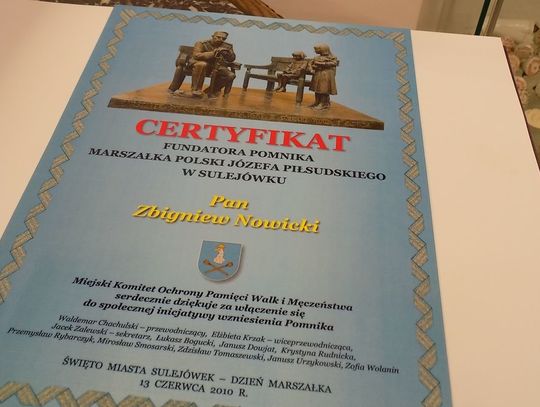 CERTYFIKAT
FUNDATORA POMNIKA
MARSZAŁKA POLSKI JÓZEFA PIŁSUDSKIEGO
W SULEJÓWKU
Pan
Zbigniew Nowicki
Miejski Komitet Ochrony Pamięci Walk i Męczeństwa
serdecznie dziękuje za włączenie się
do społecznej inicjatywy wzniesienia Pomnika
Waldemar Chachulski – przewodniczący, Elżbieta Krzak – wiceprzewodnicząca,
Jacek Zalewski – sekretarz, Łukasz Bogucki, Janusz Doujat, Krystyna Rudnicka,
Przemysław Rybarczyk, Mirosław Smosarski, Zdzisław Tomaszewski, Janusz Urzykowski, Zofia Wolanin
ŚWIĘTO MIASTA SULEJÓWEK – DZIEŃ MARSZAŁKA
13 CZERWCA 2010 R.